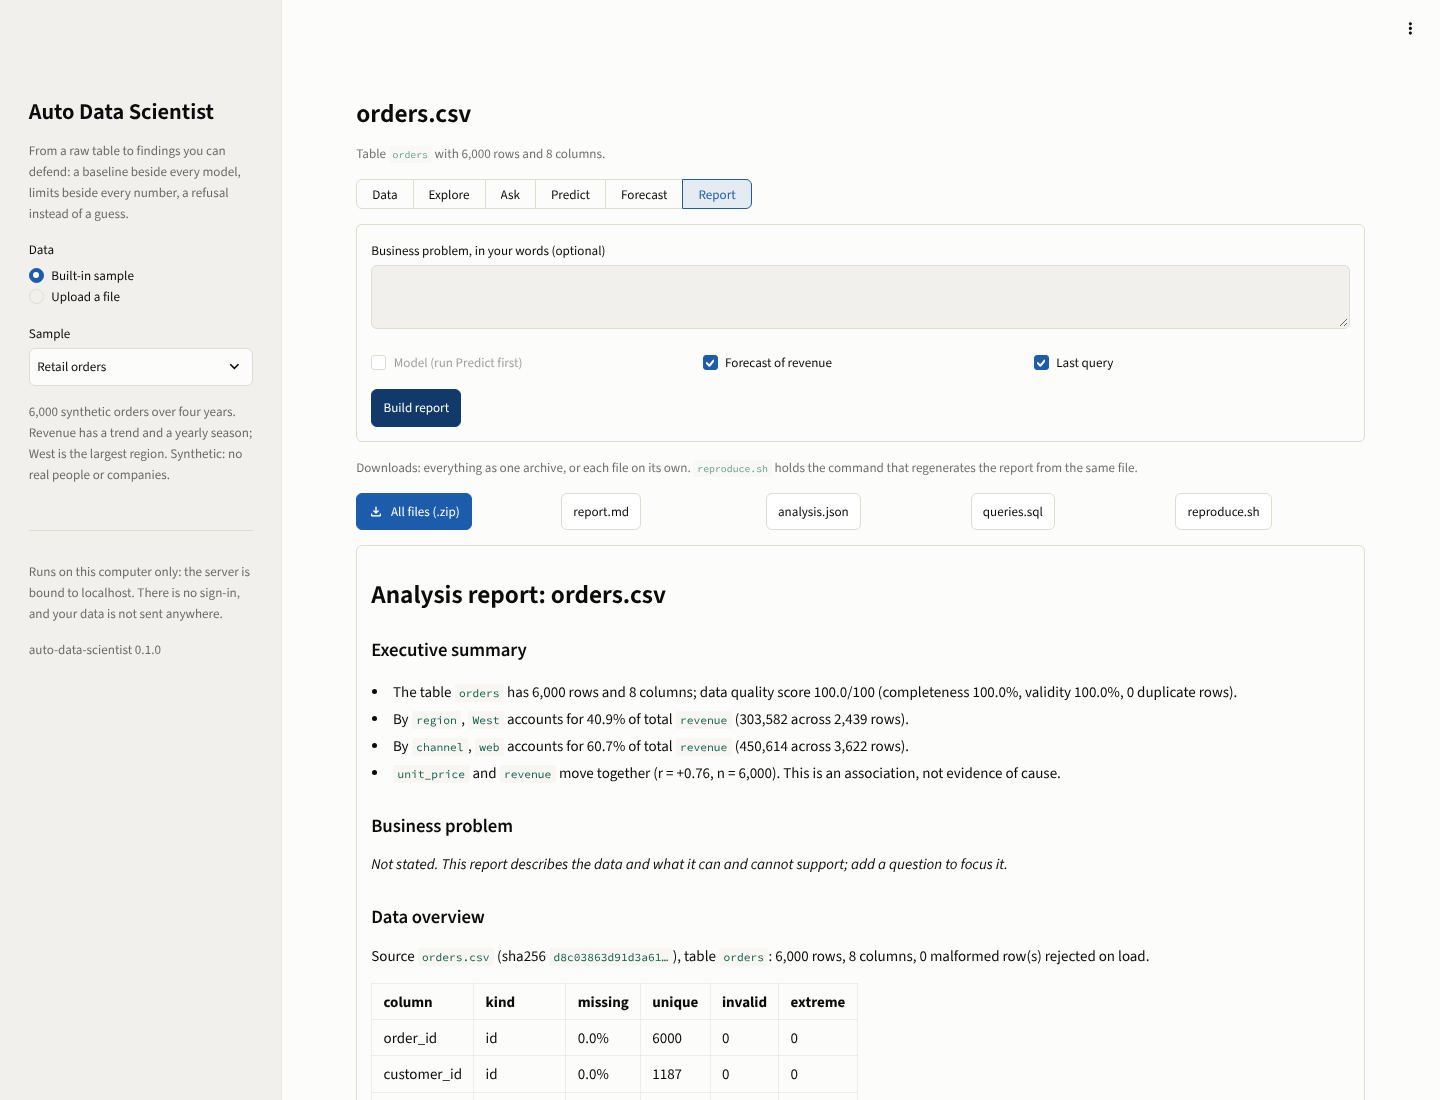 Auto Data Scientist
From a raw table to findings you can
defend: a baseline beside every model,
limits beside every number, a refusal
instead of a guess.
Data
Built-in sample
Upload a file
Sample
Retail orders
6,000 synthetic orders over four years.
Revenue has a trend and a yearly season;
West is the largest region. Synthetic: no
real people or companies.
Runs on this computer only: the server is
bound to localhost. There is no sign-in,
and your data is not sent anywhere.
auto-data-scientist 0.1.0
orders.csv
Table orders with 6,000 rows and 8 columns.
Data Explore Ask Predict Forecast Report
Business problem, in your words (optional)
Model (run Predict first) Forecast of revenue Last query
Build report
Downloads: everything as one archive, or each file on its own. reproduce.sh holds the command that regenerates the report from the same file.
All files (.zip) report.md analysis.json queries.sql reproduce.sh
Analysis report: orders.csv
Executive summary
• The table orders has 6,000 rows and 8 columns; data quality score 100.0/100 (completeness 100.0%, validity 100.0%, 0 duplicate rows).
• By region, West accounts for 40.9% of total revenue (303,582 across 2,439 rows).
• By channel, web accounts for 60.7% of total revenue (450,614 across 3,622 rows).
• unit_price and revenue move together (r = +0.76, n = 6,000). This is an association, not evidence of cause.
Business problem
Not stated. This report describes the data and what it can and cannot support; add a question to focus it.
Data overview
Source orders.csv (sha256 d8c03863d91d3a61…), table orders: 6,000 rows, 8 columns, 0 malformed row(s) rejected on load.
column kind missing unique invalid extreme
order_id id 0.0% 6000 0 0
customer_id id 0.0% 1187 0 0